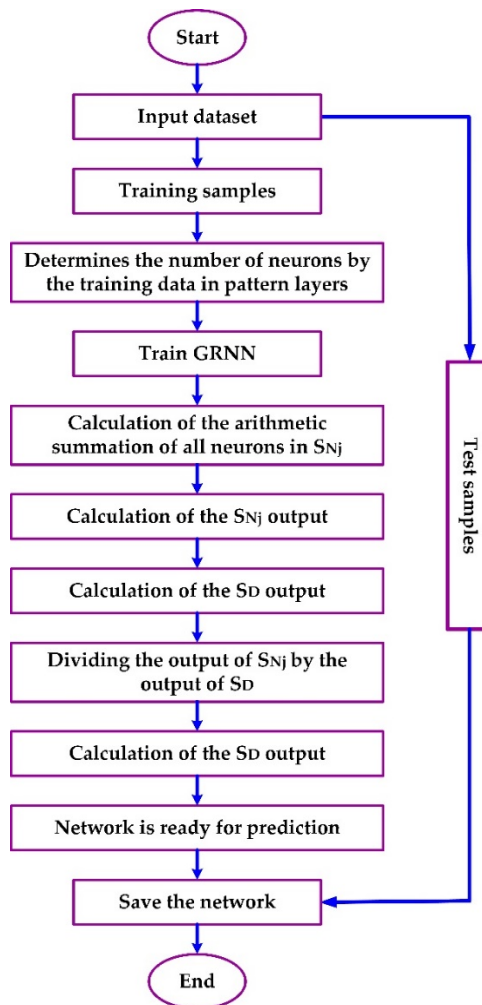 Start
Input dataset
Training samples
Determines the number of neurons by
the training data in pattern layers
Train GRNN
Calculation of the arithmetic
summation of all neurons in SNj
Calculation of the SNj output
Calculation of the SD output
Dividing the output of SNj by the
output of SD
Calculation of the SD output
Network is ready for prediction
Save the network
End
Test samples